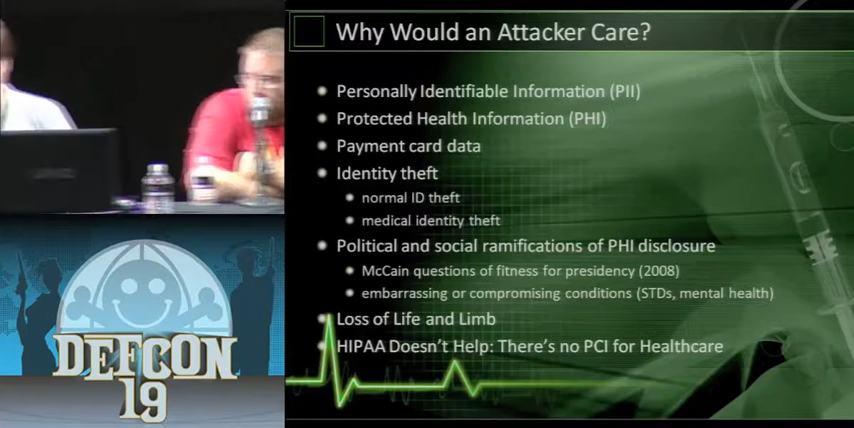 Why Would an Attacker Care?
Personally Identifiable Information (PII)
Protected Health Information (PHI)
Payment card data
Identity theft
normal ID theft
medical identity theft
Political and social ramifications of PHI disclosure
McCain questions of fitness for presidency (2008)
embarrassing or compromising conditions (STDs, mental health)
Loss of Life and Limb
HIPAA Doesn't Help: There's no PCI for Healthcare
DEFCON
19